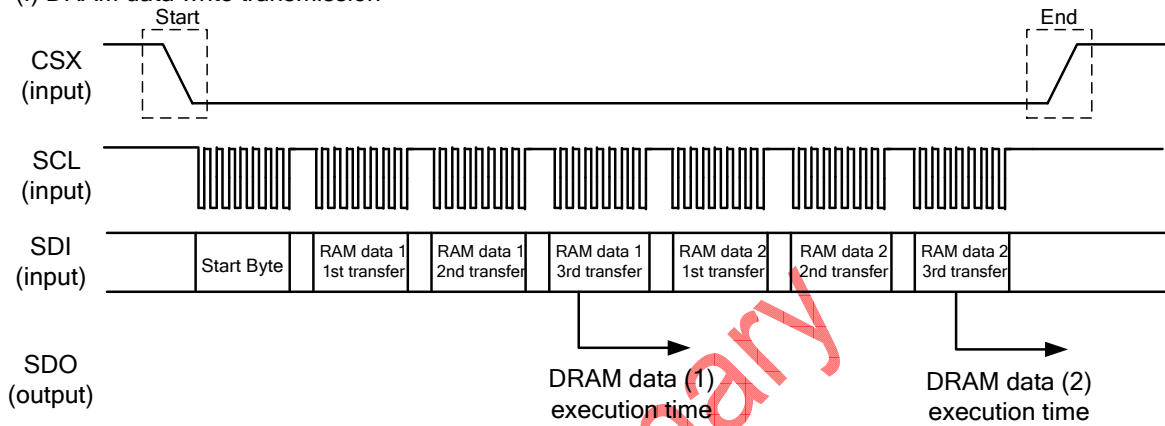 Start
End
CSX
(input)
SCL
(input)
SDI
(input)
Start Byte
RAM data 1
1st transfer
RAM data 1
2nd transfer
RAM data 1
3rd transfer
RAM data 2
1st transfer
RAM data 2
2nd transfer
RAM data 2
3rd transfer
SDO
(output)
DRAM data (1)
execution time
DRAM data (2)
execution time